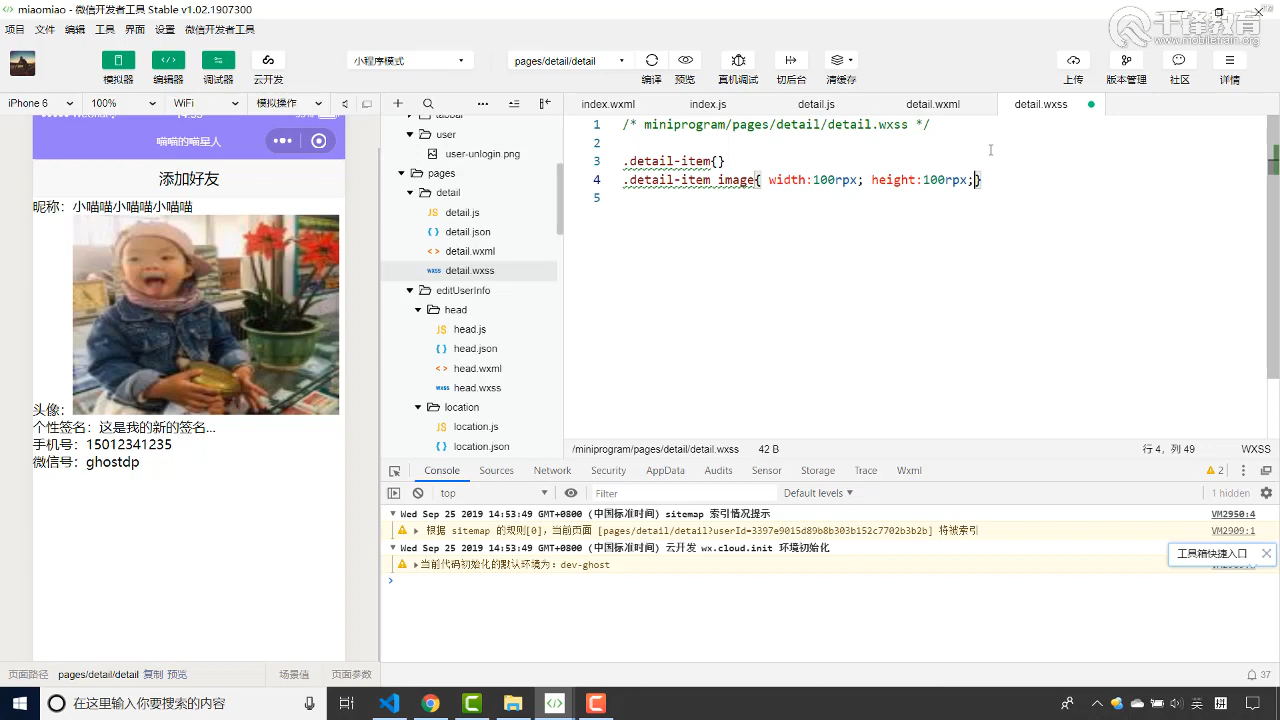 miaomiao - 微信开发者工具 Stable v1.02.1907300
项目 文件 编辑 工具 界面 设置 微信开发者工具
千锋教育
www.mobiletrain.org
小程序模式
pages/detail/detail
模拟器 编辑器 调试器 云开发
编译 预览 真机调试 切后台 清缓存
上传 版本管理 社区 详情
iPhone 6 100% WiFi 模拟操作
index.wxml index.js detail.js detail.wxml detail.wxss
喵喵的喵星人
添加好友
昵称：小喵喵小喵喵小喵喵
头像：
个性签名：这是我的新的签名...
手机号：15012341235
微信号：ghostdp
user
user-unlogin.png
pages
detail
detail.js
detail.json
detail.wxml
detail.wxss
editUserInfo
head
head.js
head.json
head.wxml
head.wxss
location
location.js
location.json
1 /* miniprogram/pages/detail/detail.wxss */
2
3 .detail-item{}
4 .detail-item image{ width:100rpx; height:100rpx;}
5
/miniprogram/pages/detail/detail.wxss 42 B
行 4, 列 49 WXSS
Console Sources Network Security AppData Audits Sensor Storage Trace Wxml
2
top Filter Default levels
1 hidden
Wed Sep 25 2019 14:53:49 GMT+0800 (中国标准时间) sitemap 索引情况提示 VM2950:4
根据 sitemap 的规则[0]，当前页面 [pages/detail/detail?userId=3397e9015d89b8b303b152c7702b3b2b] 将被索引 VM2909:1
Wed Sep 25 2019 14:53:49 GMT+0800 (中国标准时间) 云开发 wx.cloud.init 环境初始化
当前代码初始化的默认环境为：dev-ghost
工具箱快捷入口
页面路径 pages/detail/detail 复制 预览 场景值 页面参数
37
在这里输入你要搜索的内容
英 拼